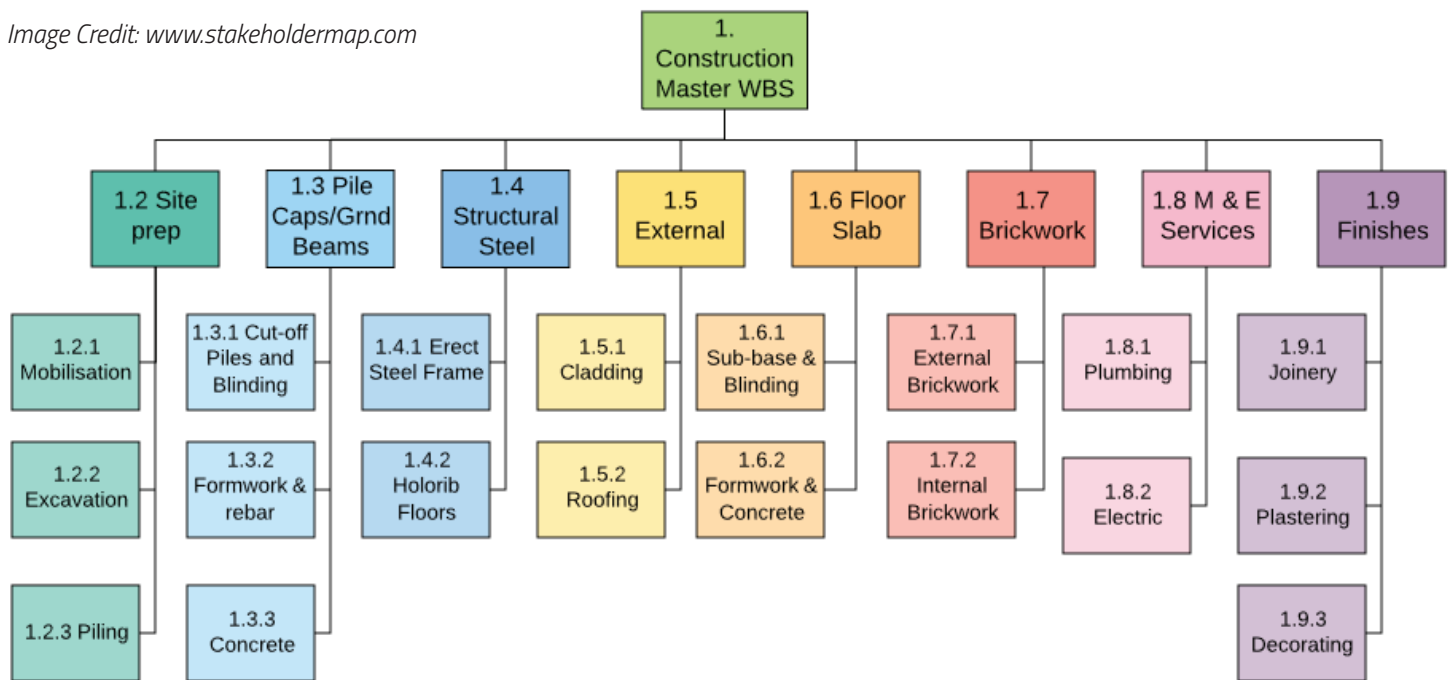 Image Credit: www.stakeholdermap.com
1.
Construction
Master WBS
1.2 Site
prep
1.3 Pile
Caps/Grnd
Beams
1.4
Structural
Steel
1.5
External
1.6 Floor
Slab
1.7
Brickwork
1.8 M & E
Services
1.9
Finishes
1.2.1
Mobilisation
1.3.1 Cut-off
Piles and
Blinding
1.4.1 Erect
Steel Frame
1.5.1
Cladding
1.6.1
Sub-base &
Blinding
1.7.1
External
Brickwork
1.8.1
Plumbing
1.9.1
Joinery
1.2.2
Excavation
1.3.2
Formwork &
rebar
1.4.2
Holorib
Floors
1.5.2
Roofing
1.6.2
Formwork &
Concrete
1.7.2
Internal
Brickwork
1.8.2
Electric
1.9.2
Plastering
1.2.3 Piling
1.3.3
Concrete
1.9.3
Decorating